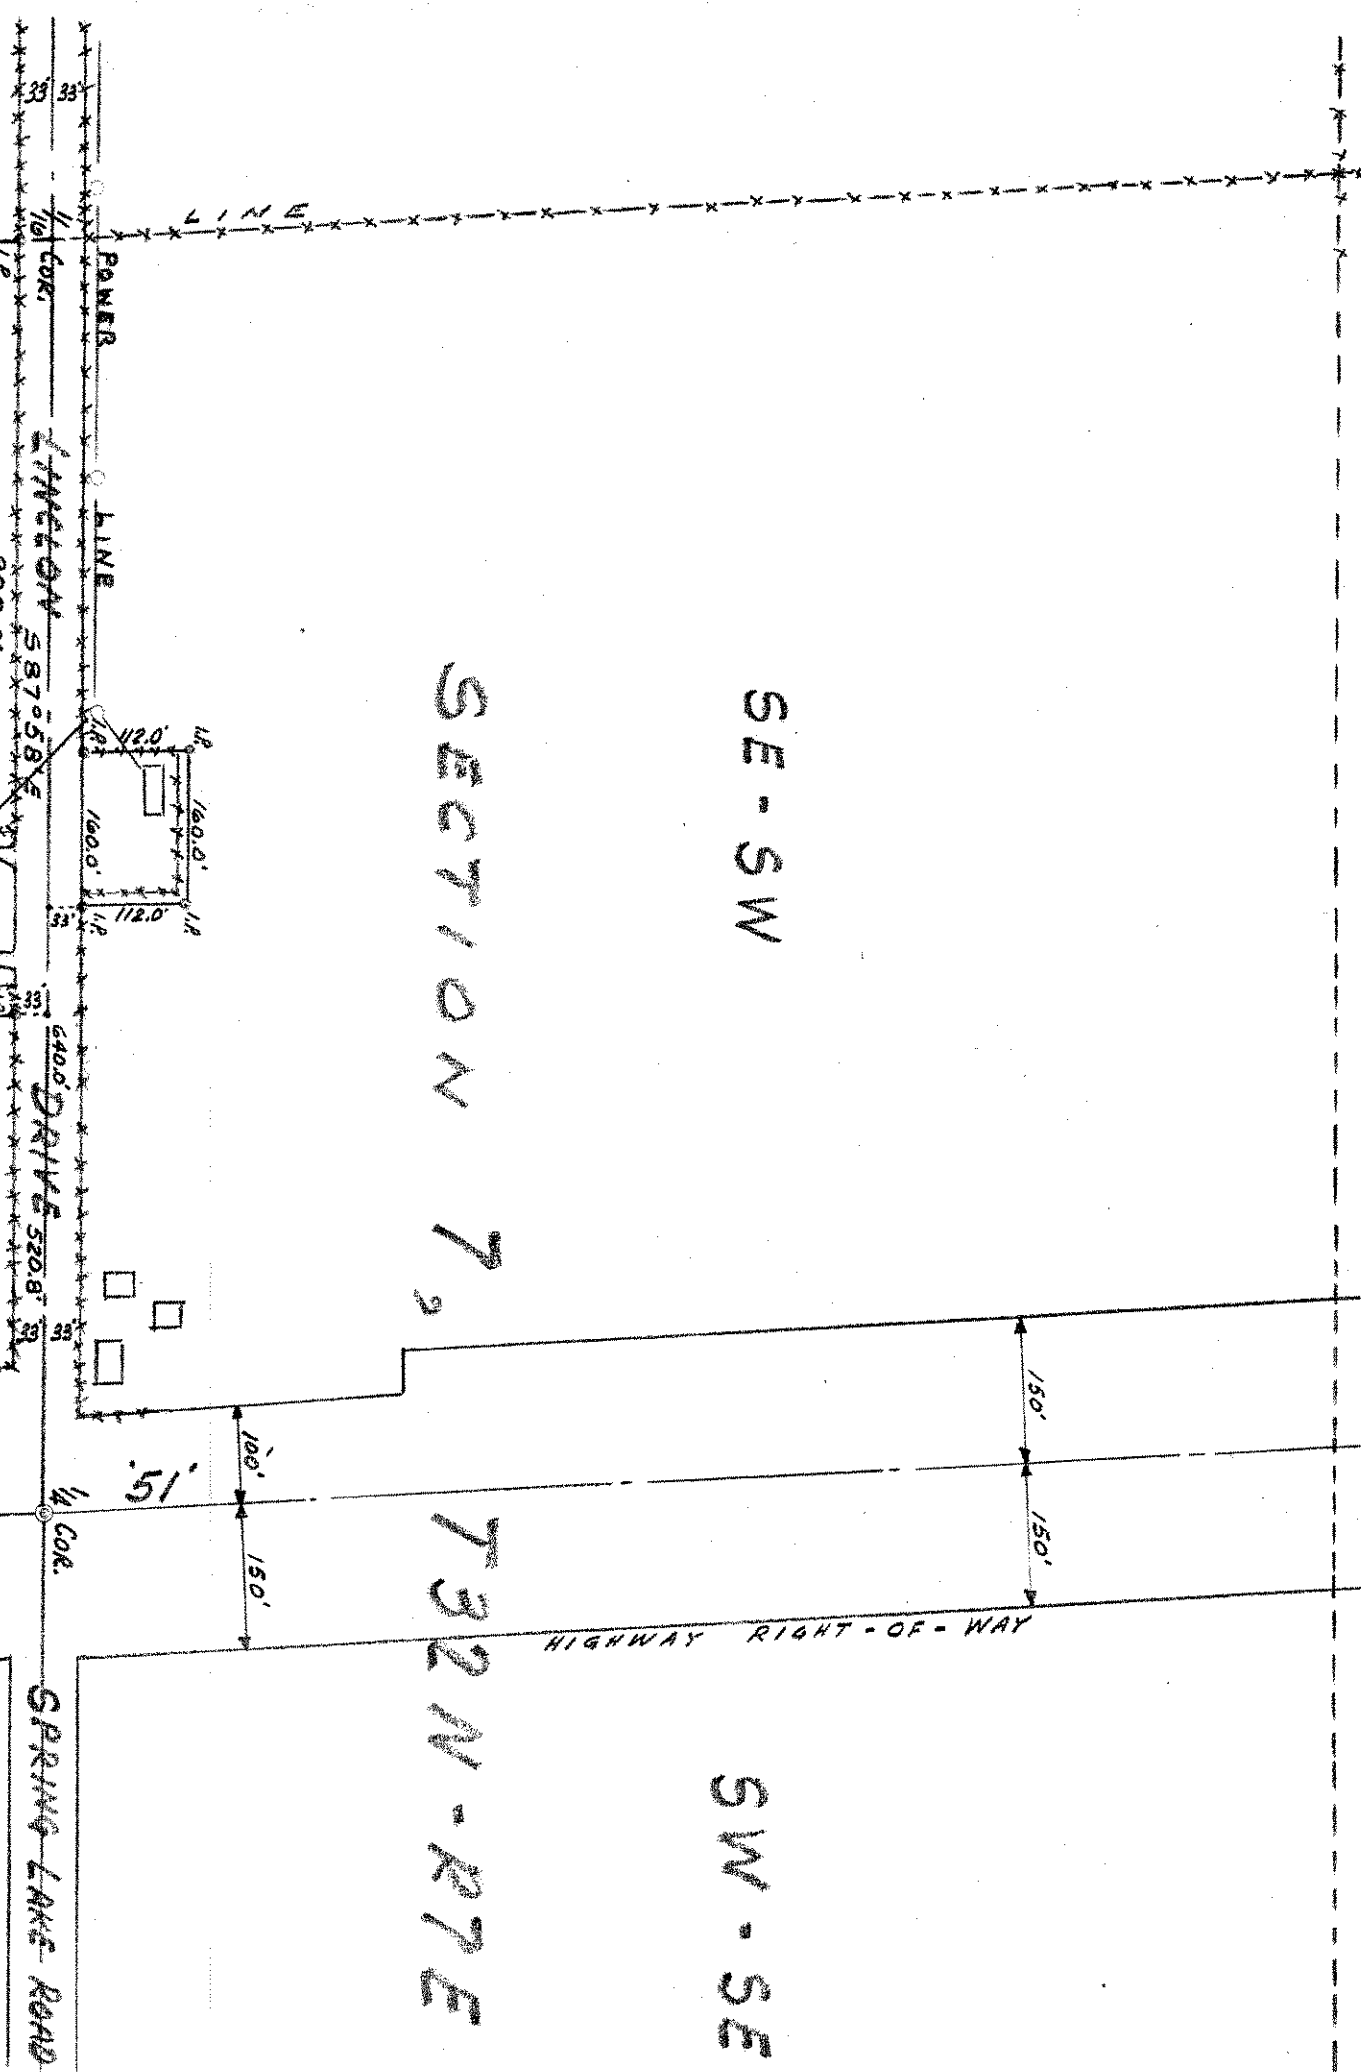 SE - SW
SW - SE
SECTION 7, T32N - R7E
HIGHWAY RIGHT - OF - WAY
150'
150'
100'
150'
'51'
LINE
POWER LINE
I.P.
160.0'
I.P.
112.0'
112.0'
I.P.
160.0'
I.P.
33'
33'
1/16 COR.
LINCOLN DRIVE
S 87°58'E
33'
33'
640.0'
520.8'
33'
33'
1/4 COR.
SPRING LAKE ROAD
I.P.